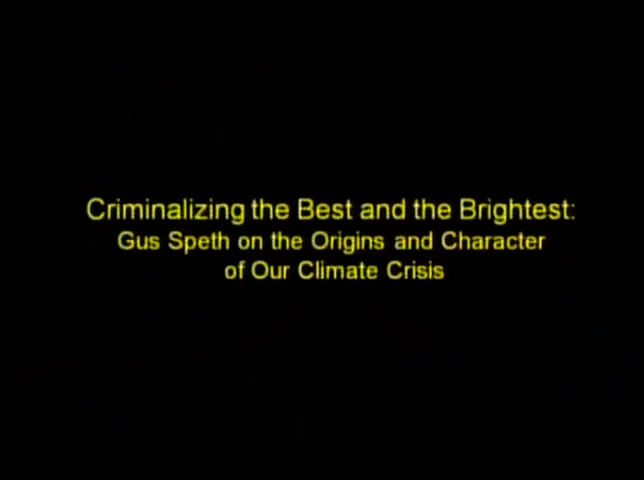 Criminalizing the Best and the Brightest:
Gus Speth on the Origins and Character
of Our Climate Crisis